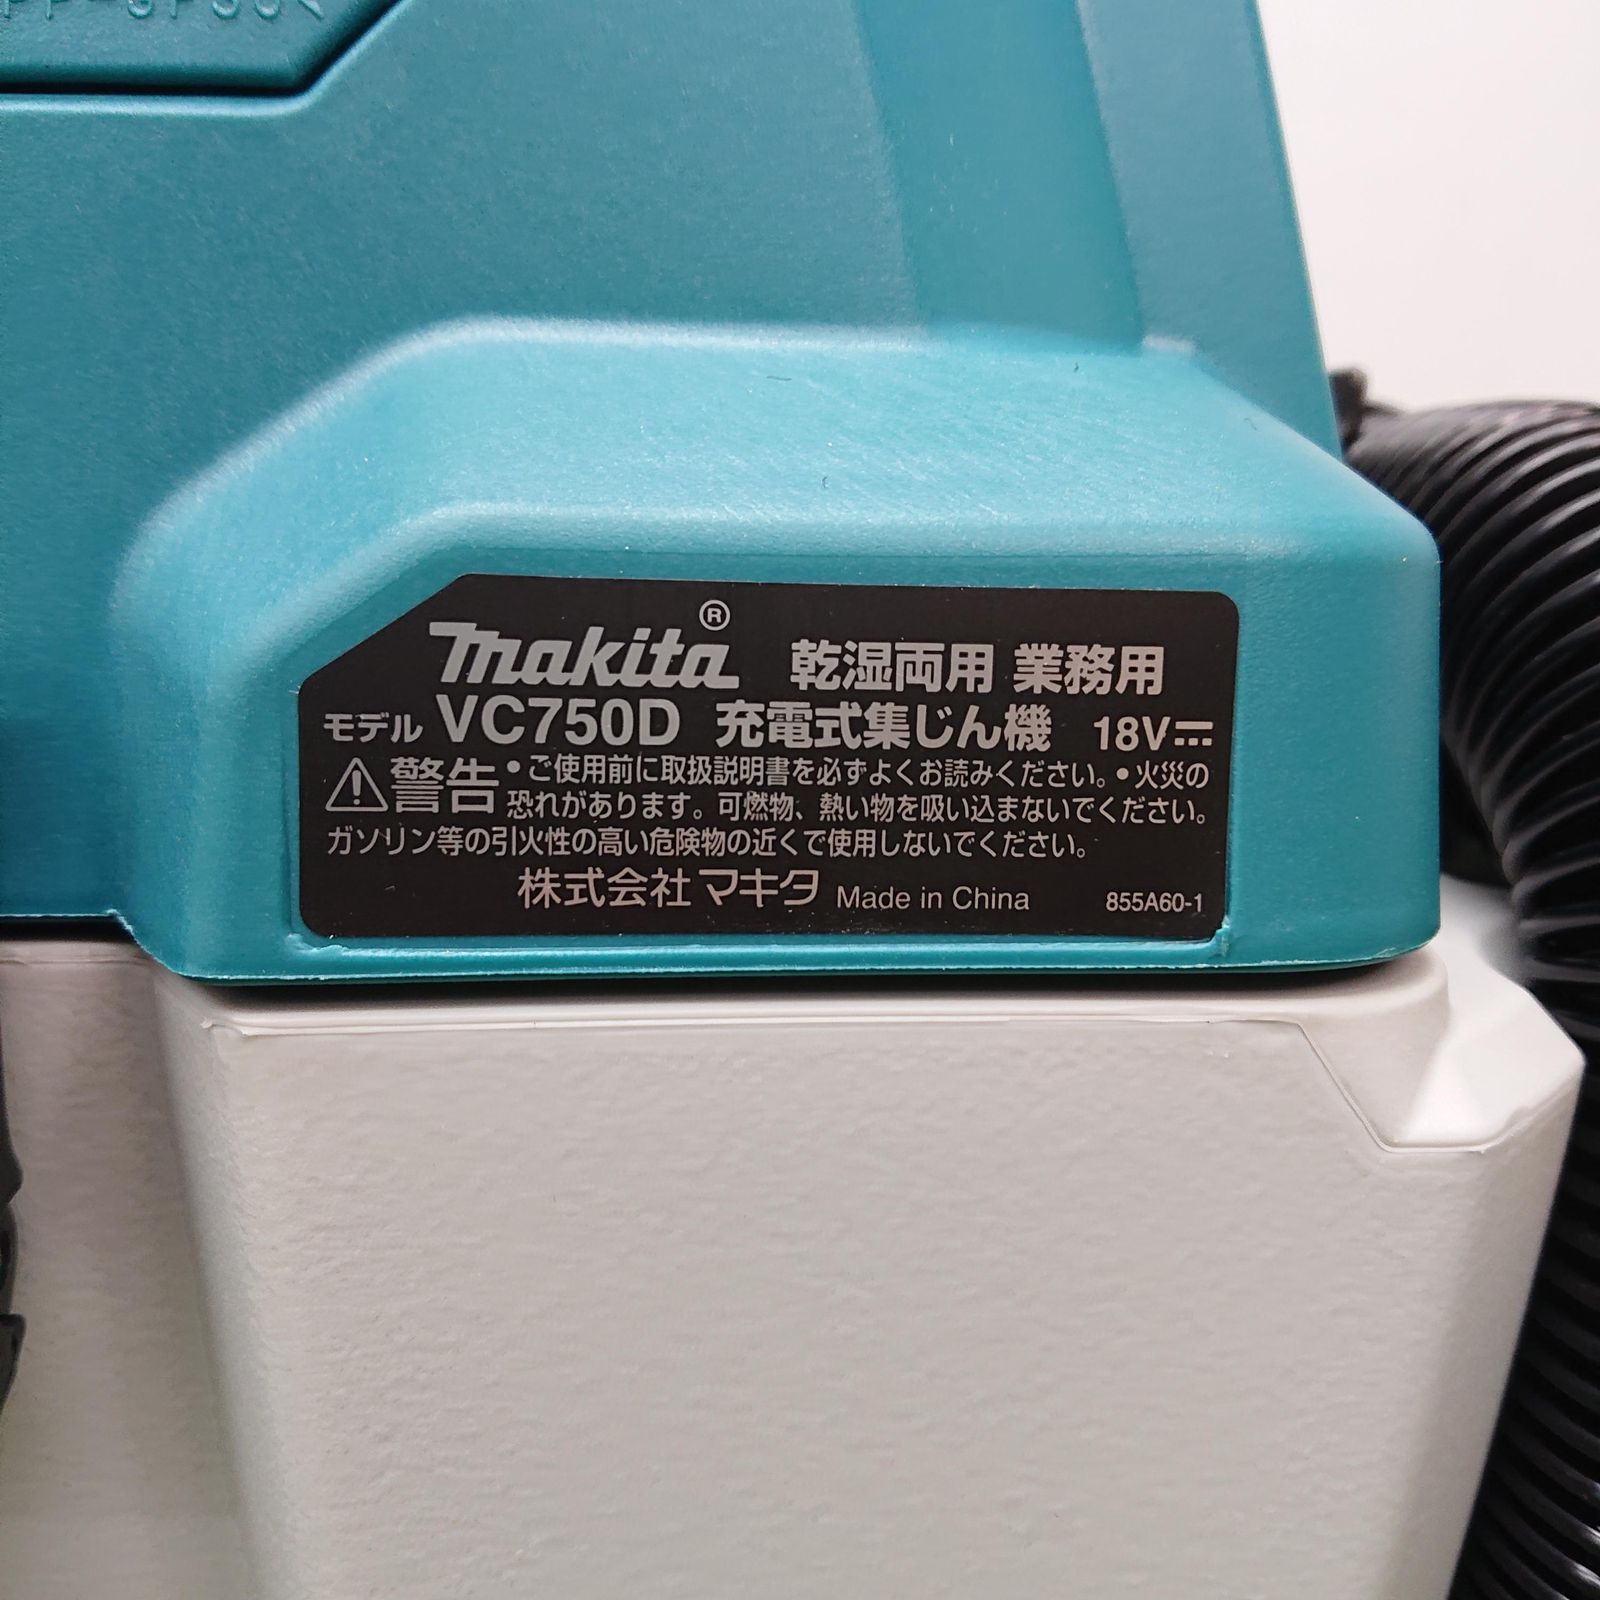 makita® 乾湿両用 業務用
モデル VC750D 充電式集じん機 18V⎓
⚠警告 •ご使用前に取扱説明書を必ずよくお読みください。•火災の
恐れがあります。可燃物、熱い物を吸い込まないでください。
ガソリン等の引火性の高い危険物の近くで使用しないでください。
株式会社マキタ Made in China 855A60-1